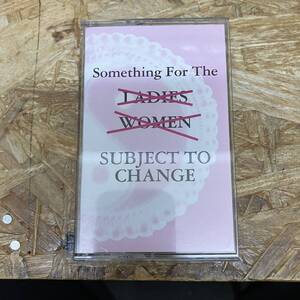 Something For The
LADIES
WOMEN
SUBJECT TO
CHANGE